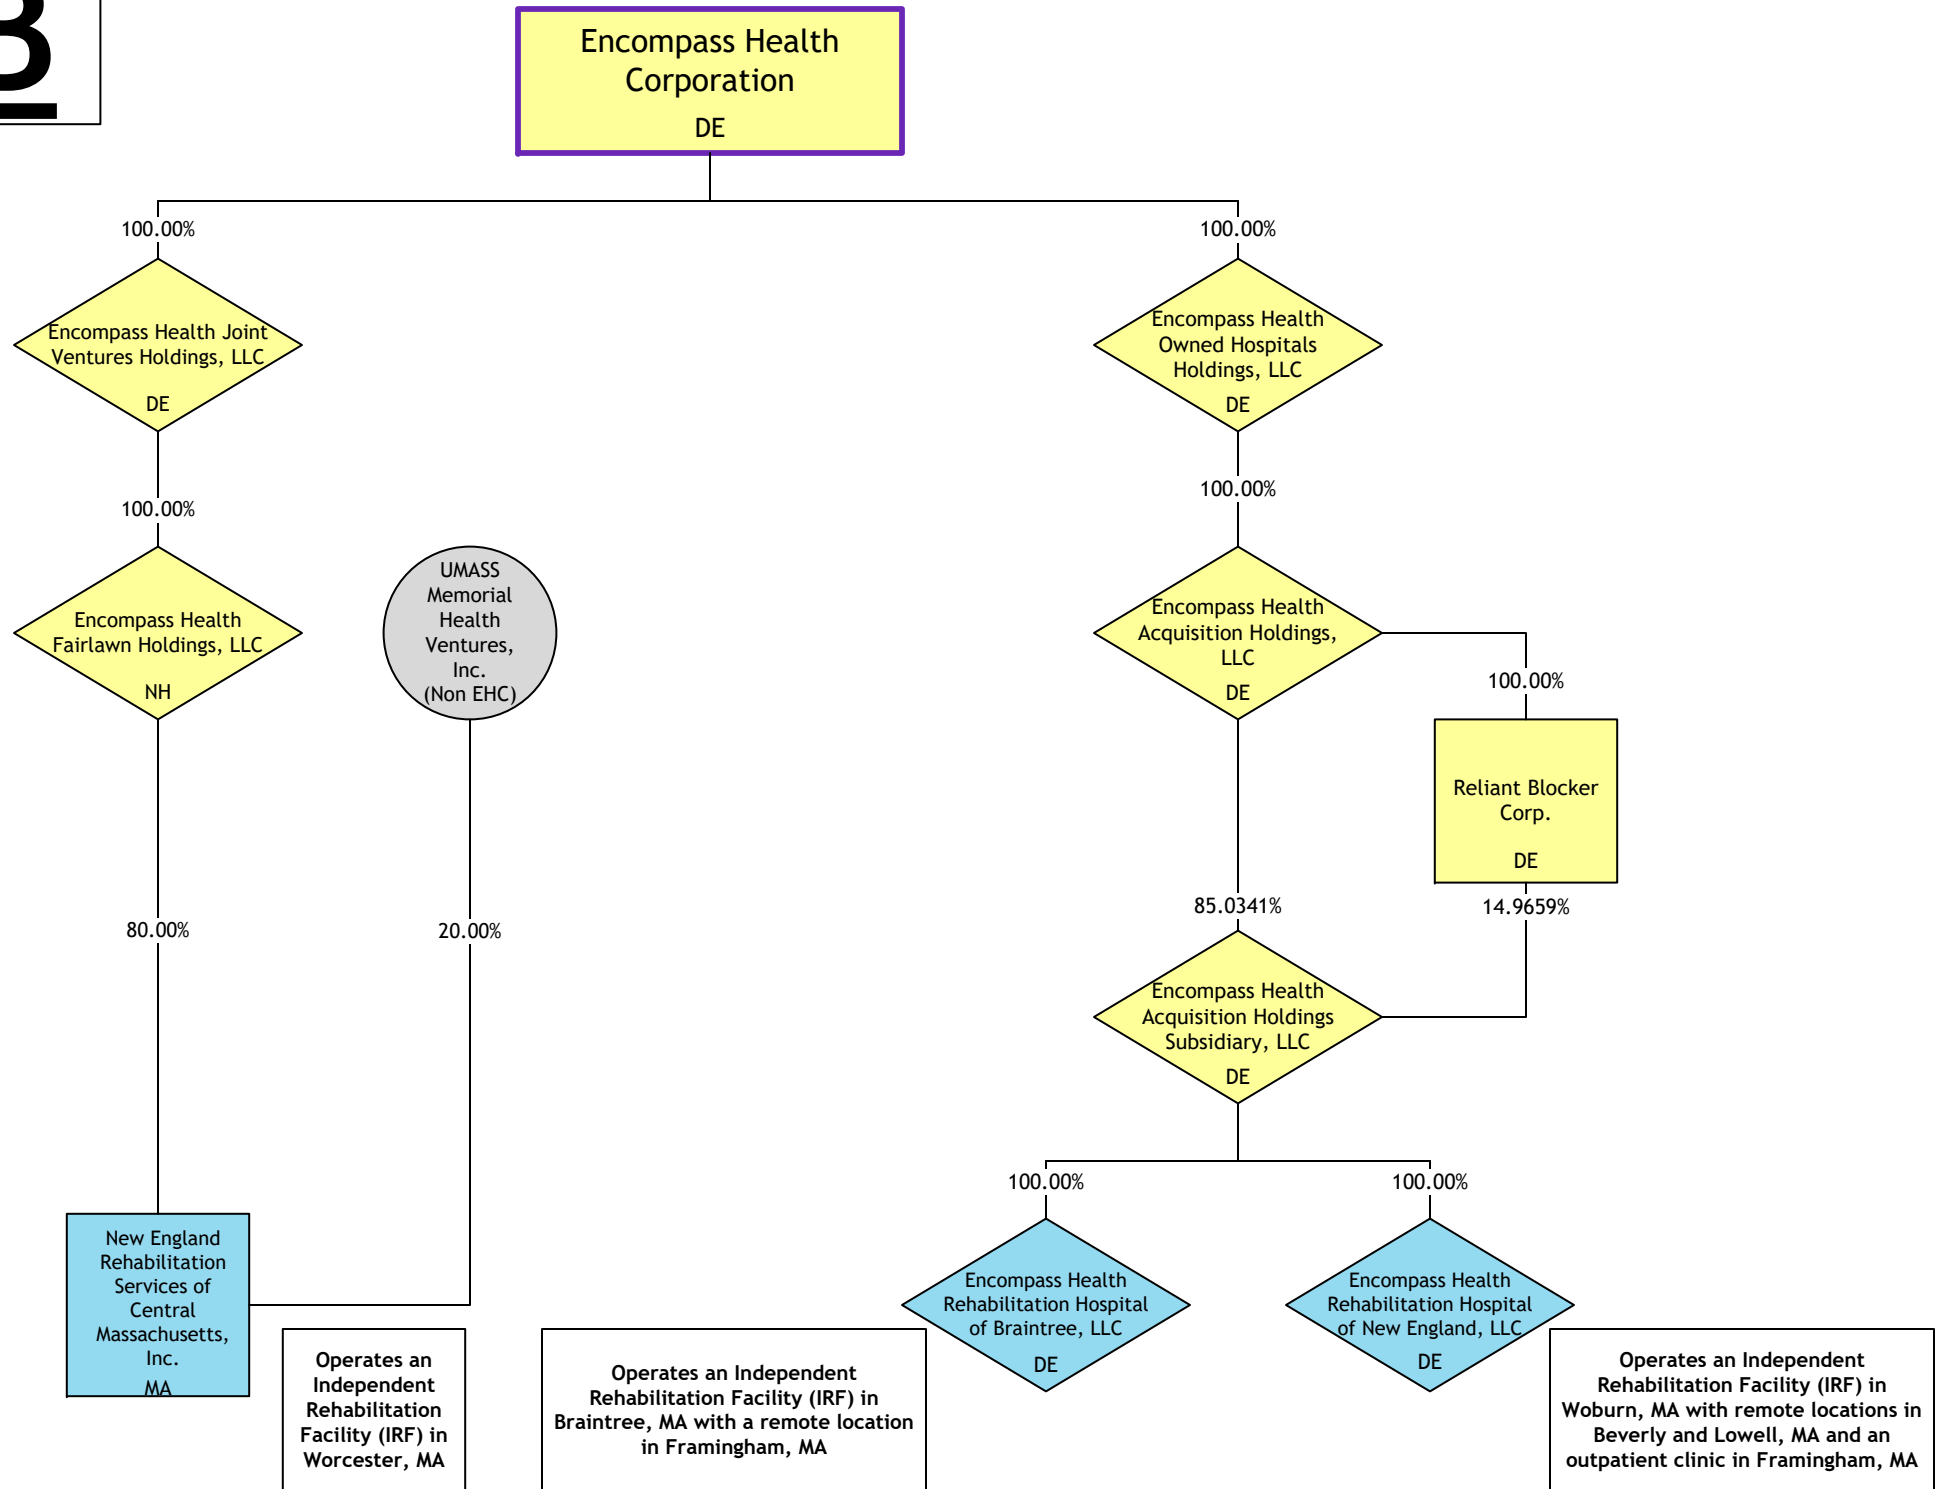 Encompass Health
Corporation
DE
100.00%
100.00%
Encompass Health Joint
Ventures Holdings, LLC
DE
Encompass Health
Owned Hospitals
Holdings, LLC
DE
100.00%
100.00%
Encompass Health
Fairlawn Holdings, LLC
NH
UMASS
Memorial
Health
Ventures,
Inc.
(Non EHC)
Encompass Health
Acquisition Holdings,
LLC
DE
100.00%
Reliant Blocker
Corp.
DE
80.00%
20.00%
85.0341%
14.9659%
Encompass Health
Acquisition Holdings
Subsidiary, LLC
DE
100.00%
100.00%
New England
Rehabilitation
Services of
Central
Massachusetts,
Inc.
MA
Operates an
Independent
Rehabilitation
Facility (IRF) in
Worcester, MA
Operates an Independent
Rehabilitation Facility (IRF) in
Braintree, MA with a remote location
in Framingham, MA
Encompass Health
Rehabilitation Hospital
of Braintree, LLC
DE
Encompass Health
Rehabilitation Hospital
of New England, LLC
DE
Operates an Independent
Rehabilitation Facility (IRF) in
Woburn, MA with remote locations in
Beverly and Lowell, MA and an
outpatient clinic in Framingham, MA